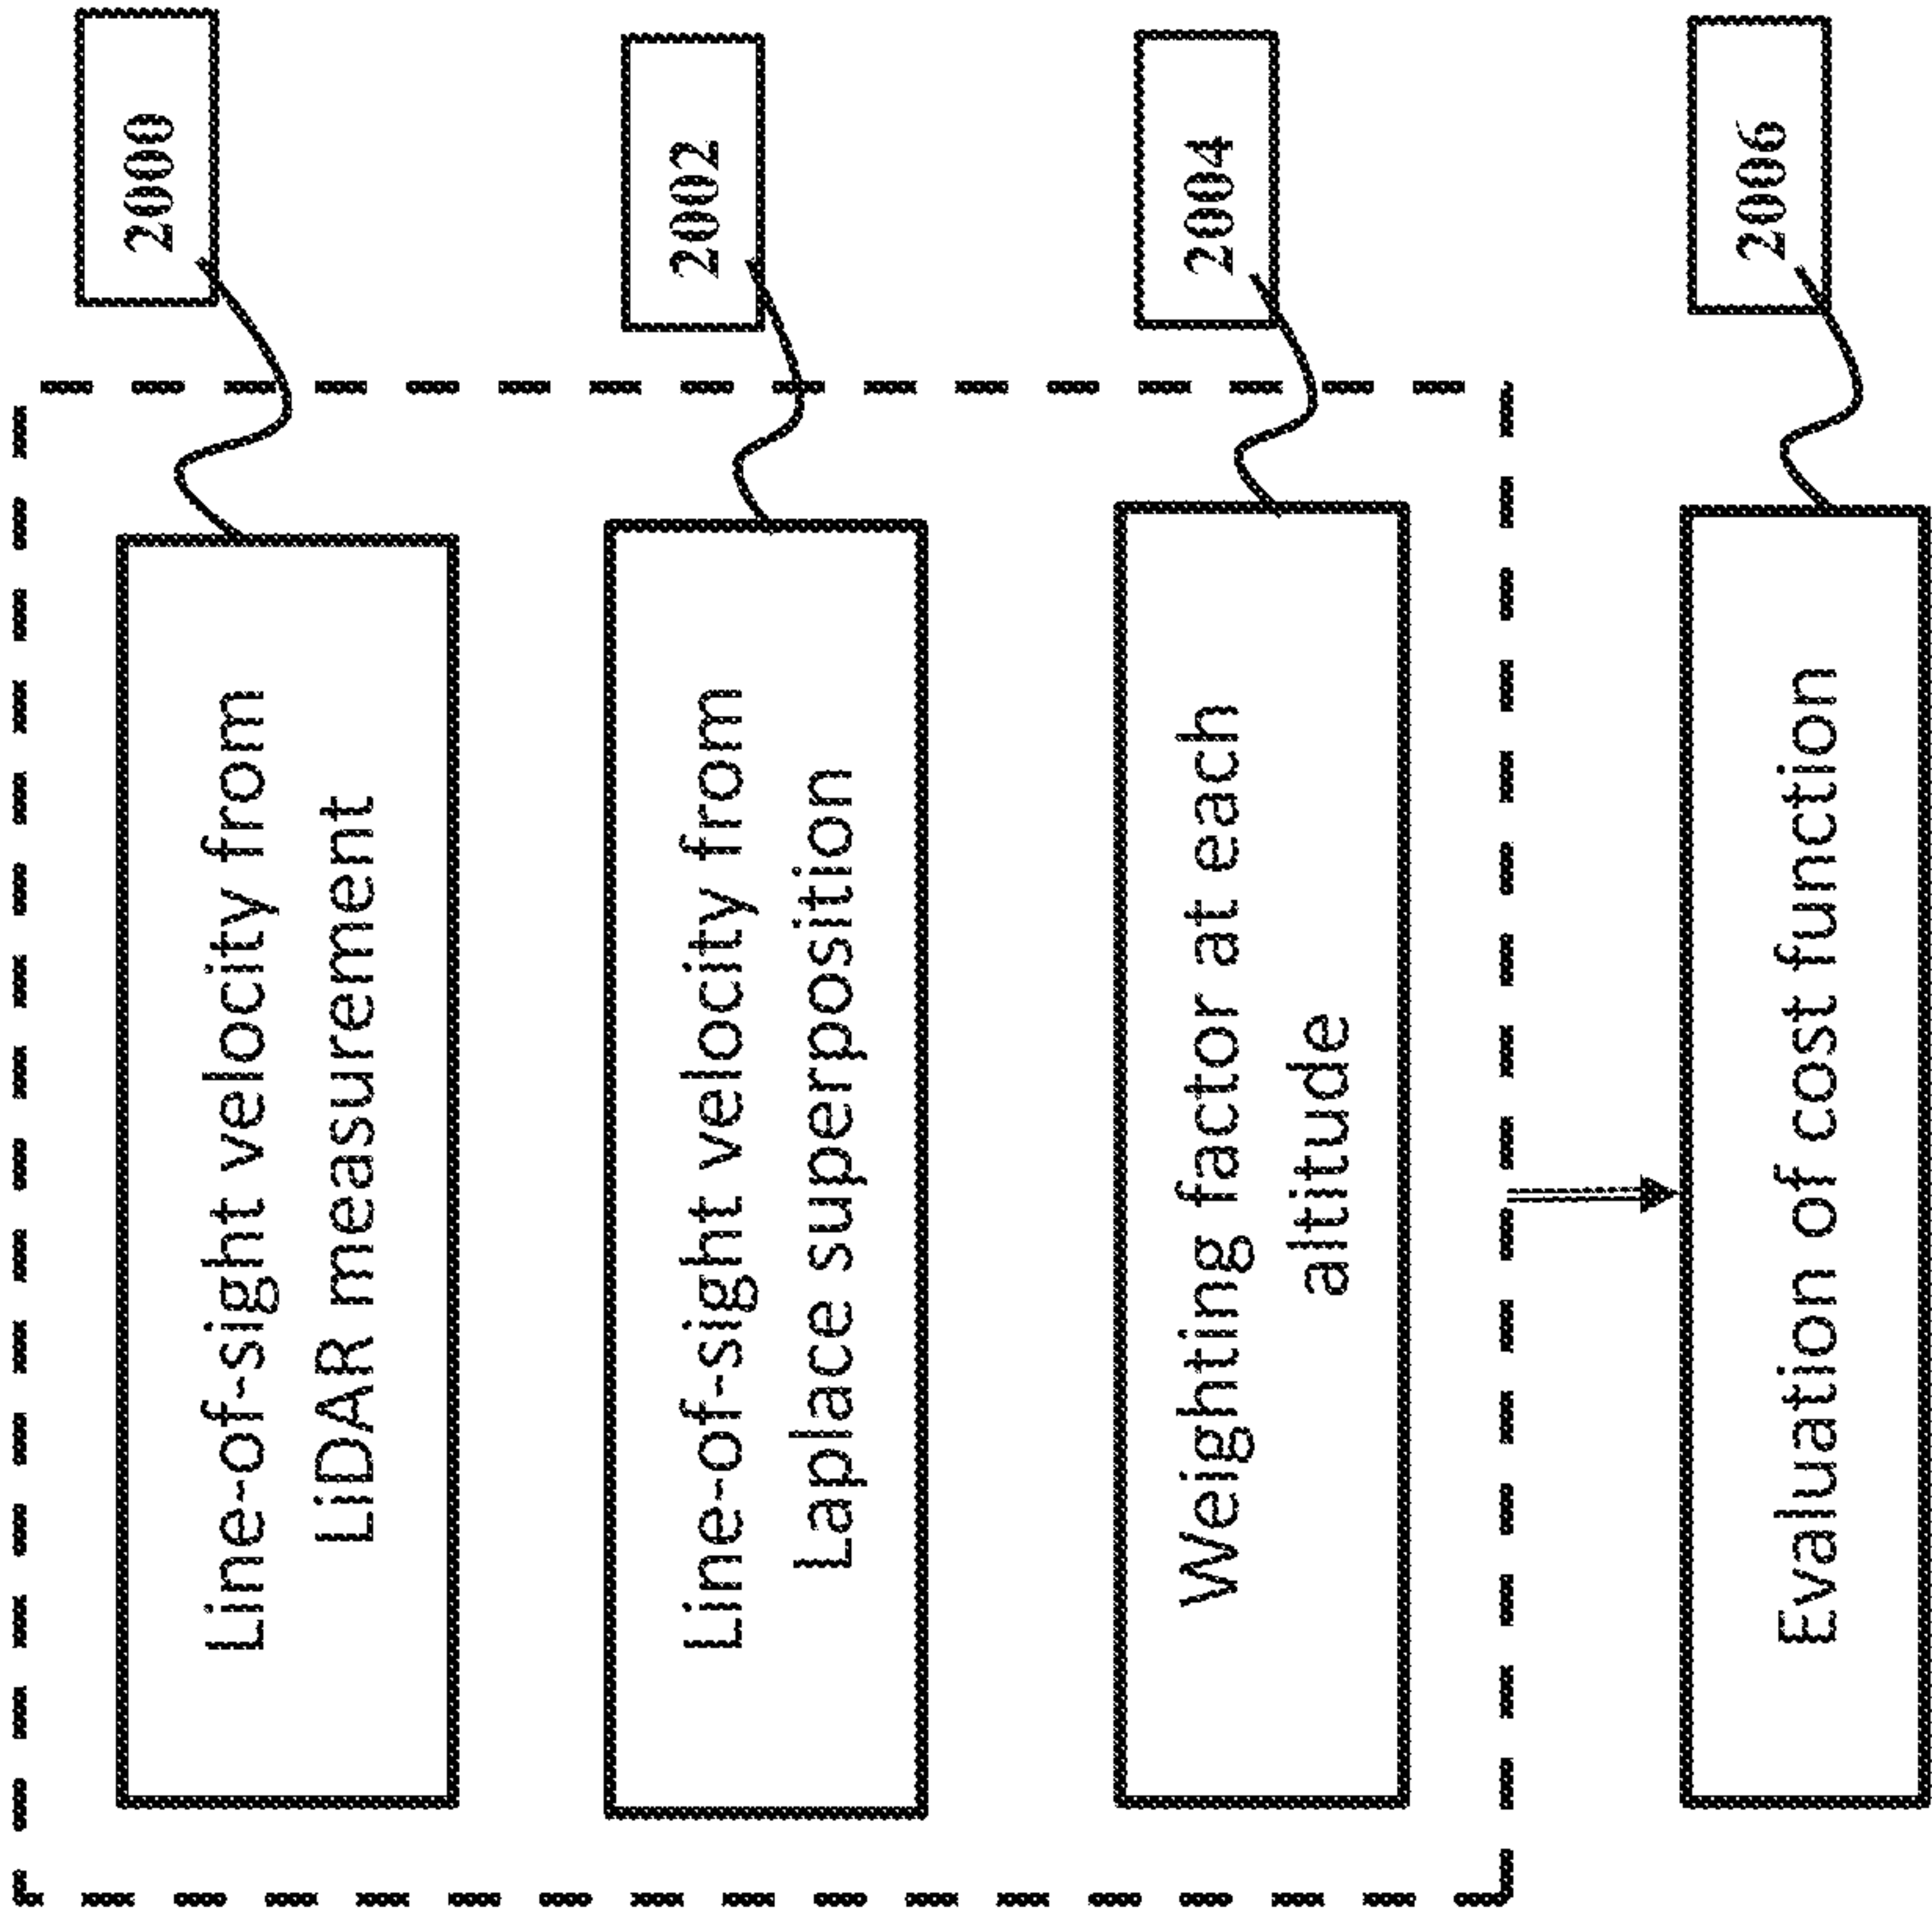 Line-of-sight velocity from
LiDAR measurement
2000
Line-of-sight velocity from
Laplace superposition
2002
Weighting factor at each
altitude
2004
Evaluation of cost function
2006